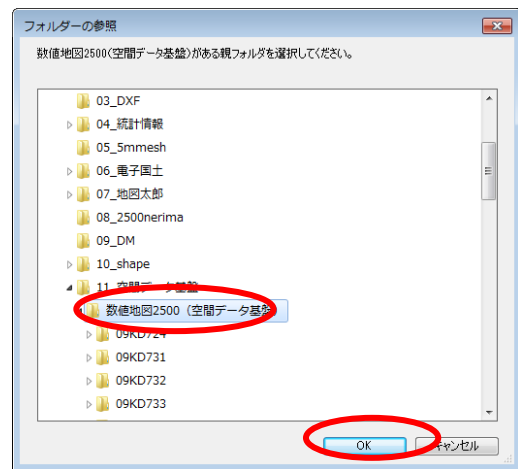 フォルダーの参照
数値地図2500(空間データ基盤)がある親フォルダを選択してください。
03_DXF
04_統計情報
05_5mmesh
06_電子国土
07_地図太郎
08_2500nerima
09_DM
10_shape
11_空間データ基盤
数値地図2500（空間データ基盤）
09KD724
09KD731
09KD732
09KD733
OK キャンセル